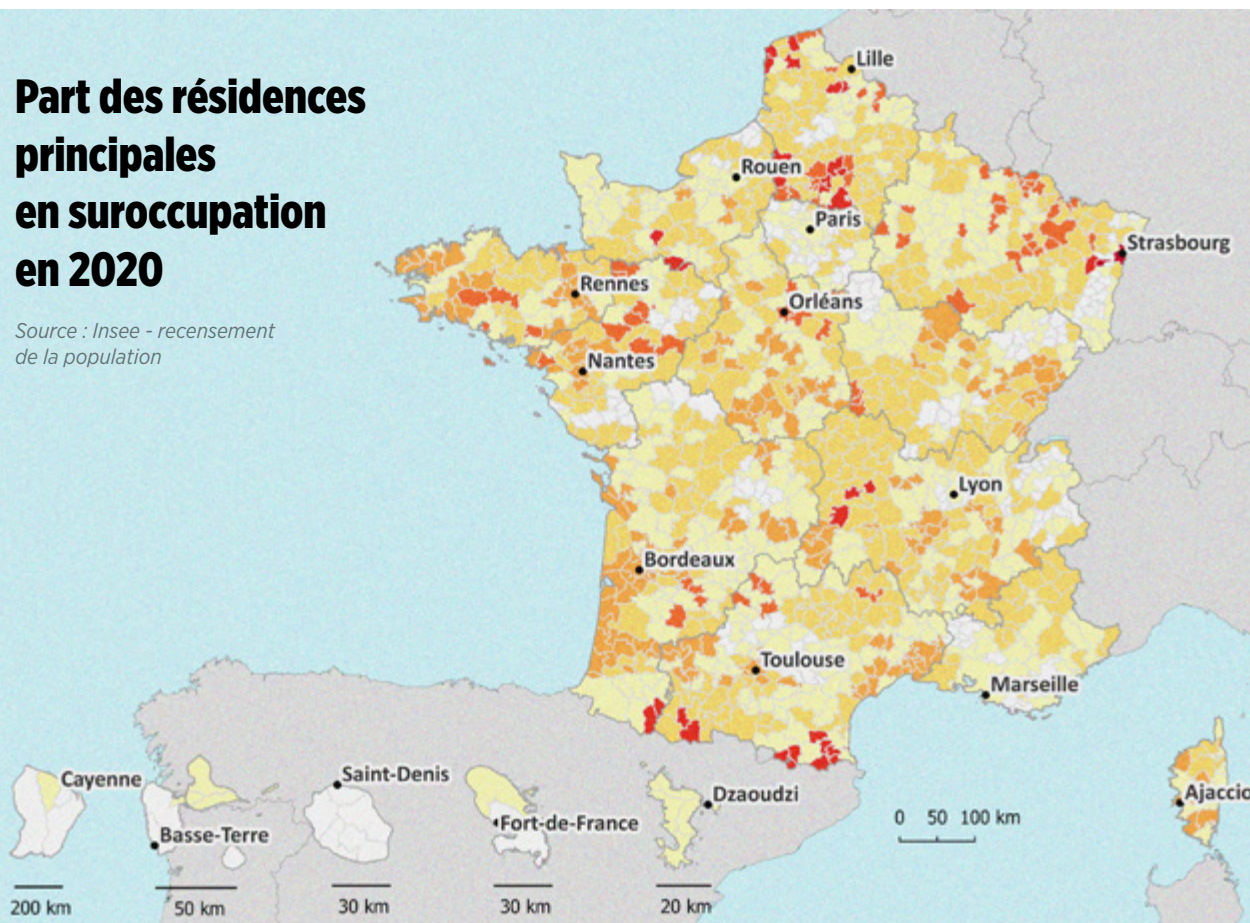 Part des résidences
principales
en suroccupation
en 2020
Source : Insee - recensement
de la population
Lille
Rouen
Paris
Strasbourg
Rennes
Orléans
Nantes
Lyon
Bordeaux
Toulouse
Marseille
Ajaccio
Cayenne
Basse-Terre
Saint-Denis
Fort-de-France
Dzaoudzi
0 50 100 km
200 km
50 km
30 km
30 km
20 km